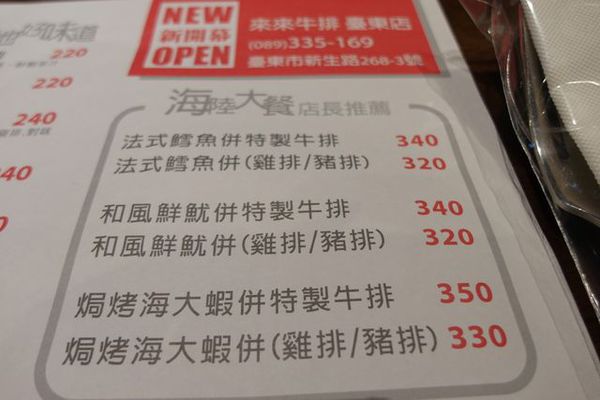 好味道
220
220
240
40
0
NEW
新開幕
OPEN
來來牛排 臺東店
(089)335-169
臺東市新生路268-3號
海陸大餐 店長推薦
法式鱈魚併特製牛排 340
法式鱈魚併(雞排/豬排) 320
和風鮮魷併特製牛排 340
和風鮮魷併(雞排/豬排) 320
焗烤海大蝦併特製牛排 350
焗烤海大蝦併(雞排/豬排) 330